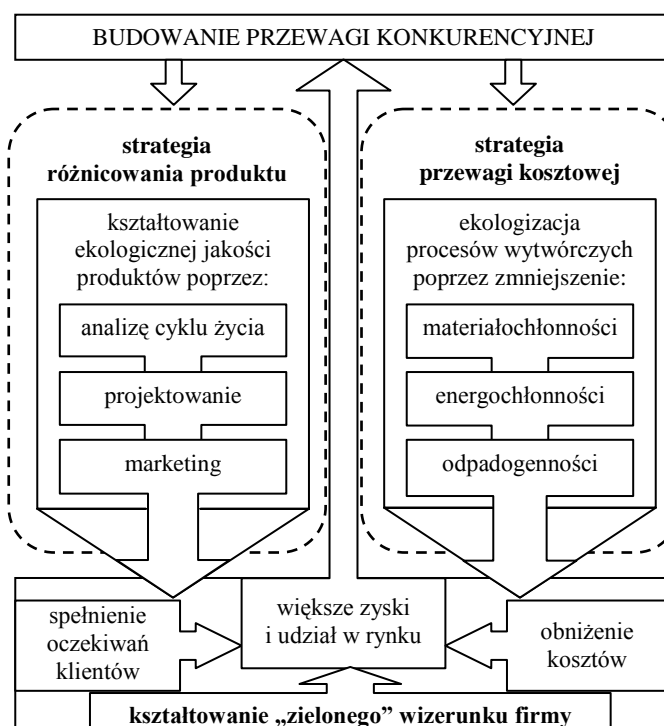 BUDOWANIE PRZEWAGI KONKURENCYJNEJ
strategia
różnicowania produktu
kształtowanie
ekologicznej jakości
produktów poprzez:
analizę cyklu życia
projektowanie
marketing
strategia
przewagi kosztowej
ekologizacja
procesów wytwórczych
poprzez zmniejszenie:
materiałochłonności
energochłonności
odpadogenności
spełnienie
oczekiwań
klientów
większe zyski
i udział w rynku
obniżenie
kosztów
kształtowanie „zielonego” wizerunku firmy